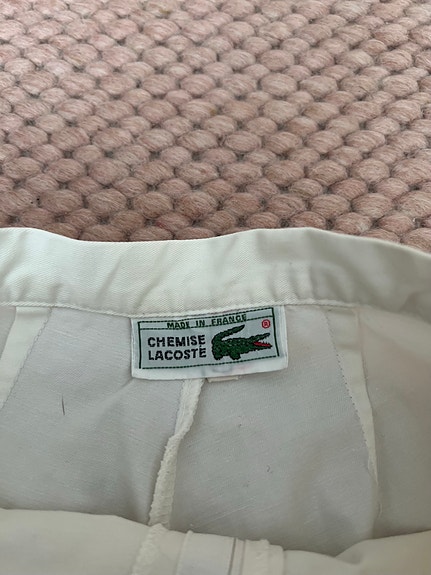 MADE IN FRANCE
CHEMISE
LACOSTE
®